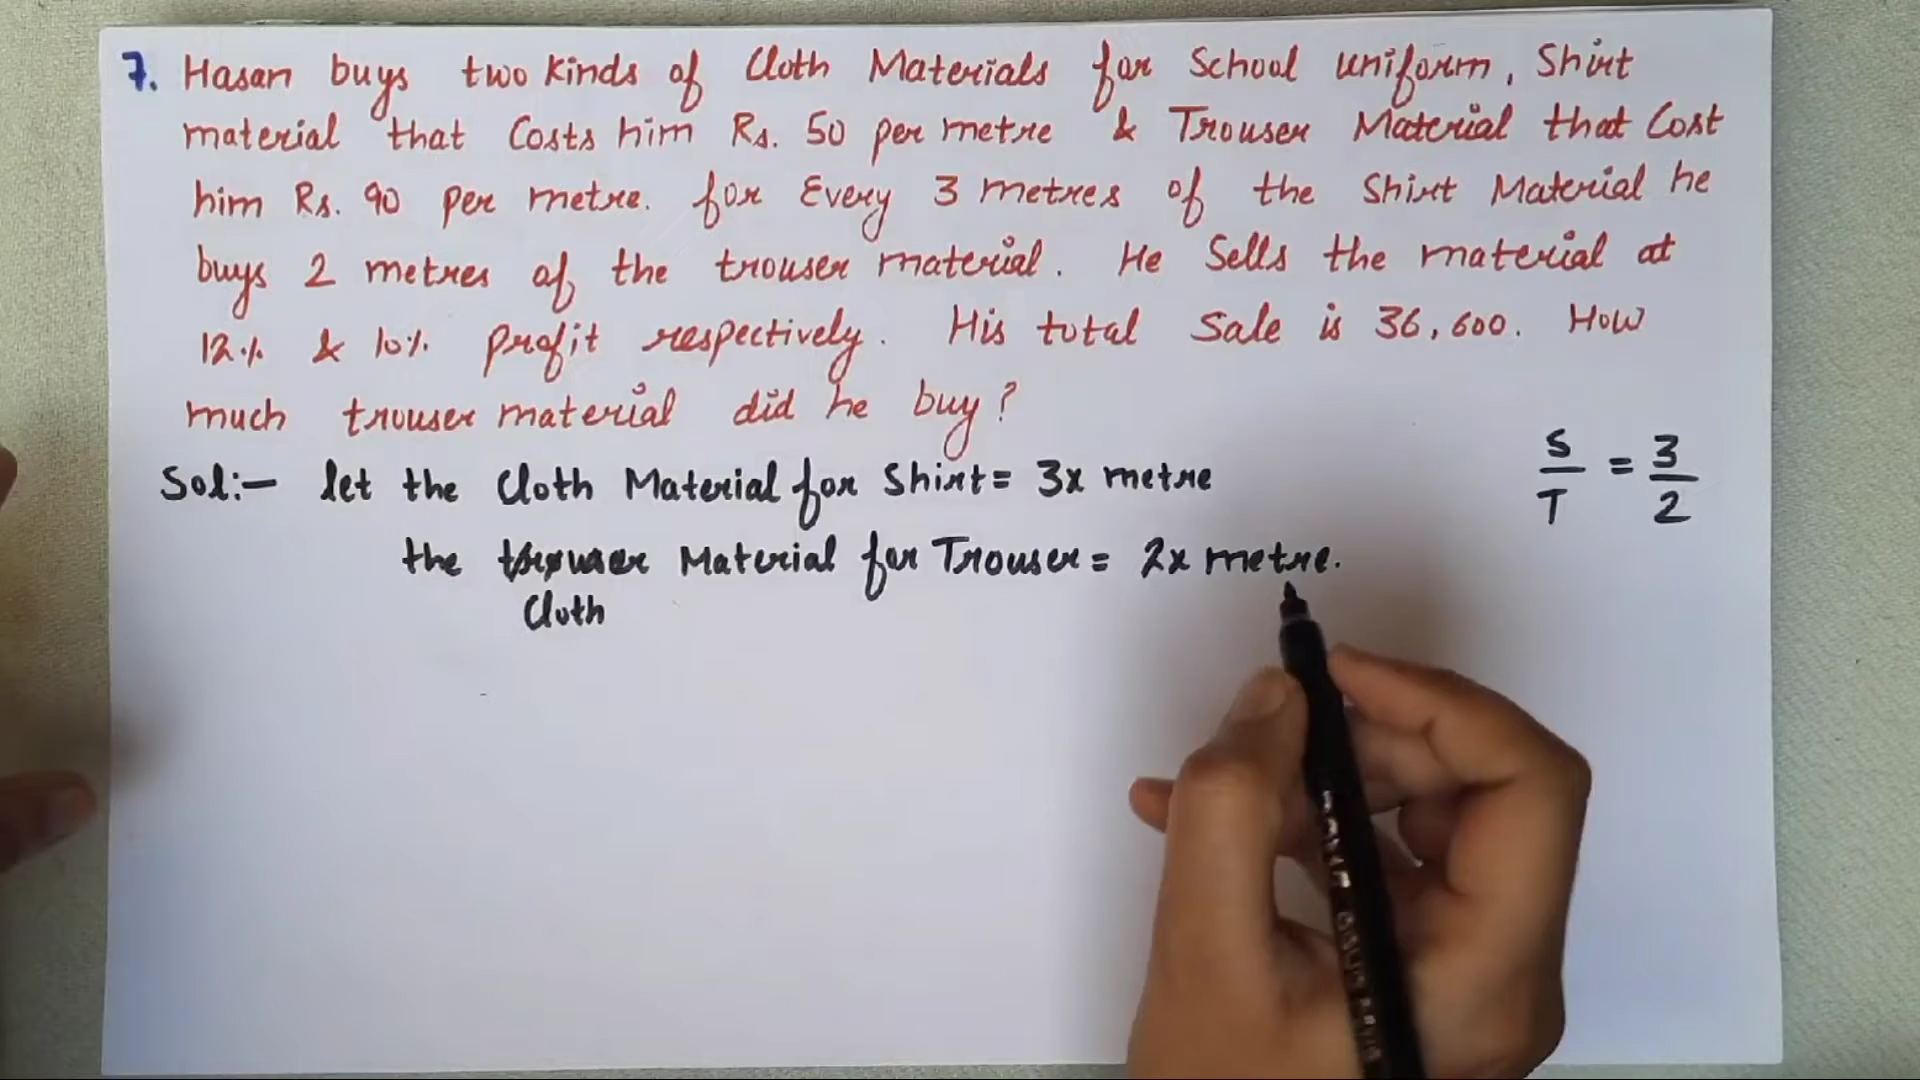 7. Hasan buys two kinds of Cloth Materials for School uniform, Shirt
material that Costs him Rs. 50 per metre & Trouser Material that Cost
him Rs. 90 per metre. for Every 3 metres of the Shirt Material he
buys 2 metres of the trouser material. He Sells the material at
12% & 10% profit respectively. His total Sale is 36,600. How
much trouser material did he buy?
Sol:- let the Cloth Material for Shirt = 3x metre
S/T = 3/2
the Material for Trouser = 2x metre.
Cloth